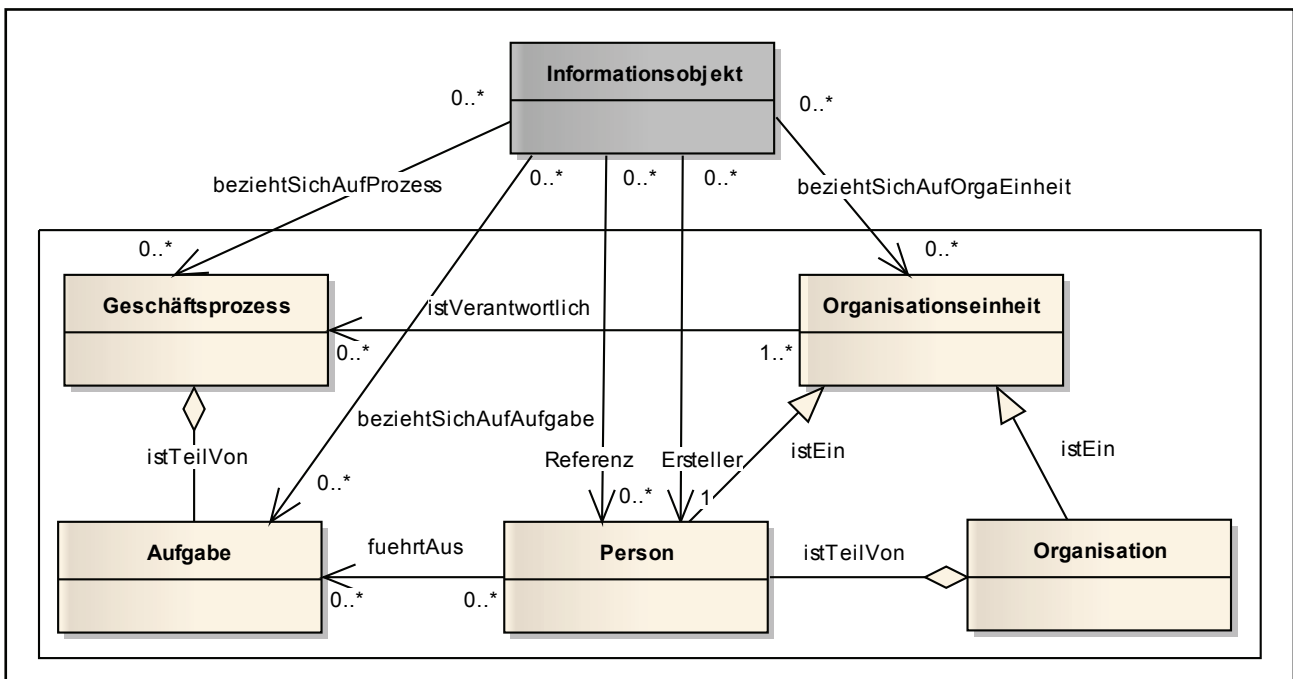 Informationsobjekt
0..*
0..*
0..*
0..*
0..*
beziehtSichAufProzess
beziehtSichAufOrgaEinheit
0..*
0..*
Geschäftsprozess
istVerantwortlich
Organisationseinheit
0..*
1..*
beziehtSichAufAufgabe
istTeilVon
Referenz
Ersteller
istEin
istEin
0..*
0..*
1
Aufgabe
fuehrtAus
Person
istTeilVon
Organisation
0..*
0..*